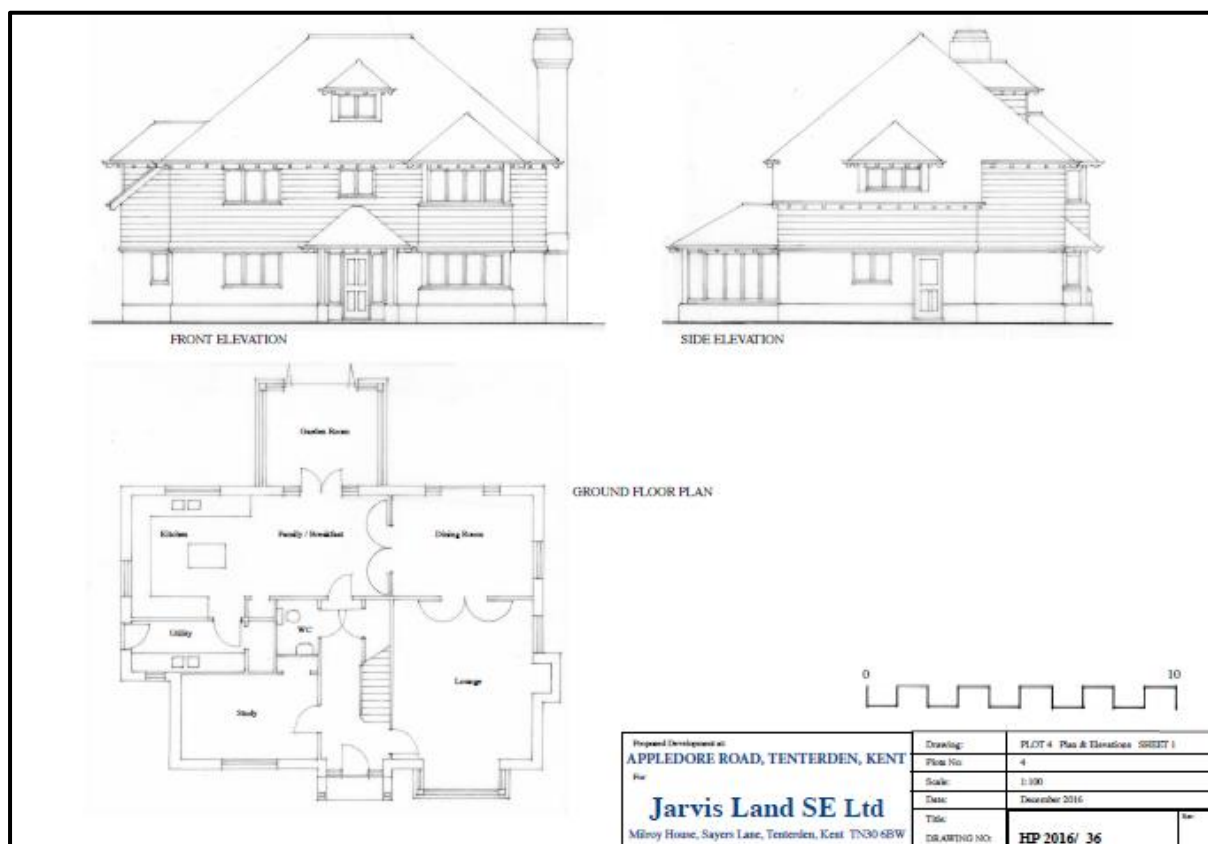 FRONT ELEVATION
SIDE ELEVATION
Garden Room
GROUND FLOOR PLAN
Kitchen
Family / Breakfast
Dining Room
Utility
WC
Lounge
Study
0 10
Proposed Development at:
APPLEDORE ROAD, TENTERDEN, KENT
For
Jarvis Land SE Ltd
Milroy House, Sayers Lane, Tenterden, Kent TN30 6BW
Drawing: PLOT 4 Plan & Elevations SHEET 1
Plots No: 4
Scale: 1:100
Date: December 2016
Title:
DRAWING NO: HP 2016/ 36
Rev: